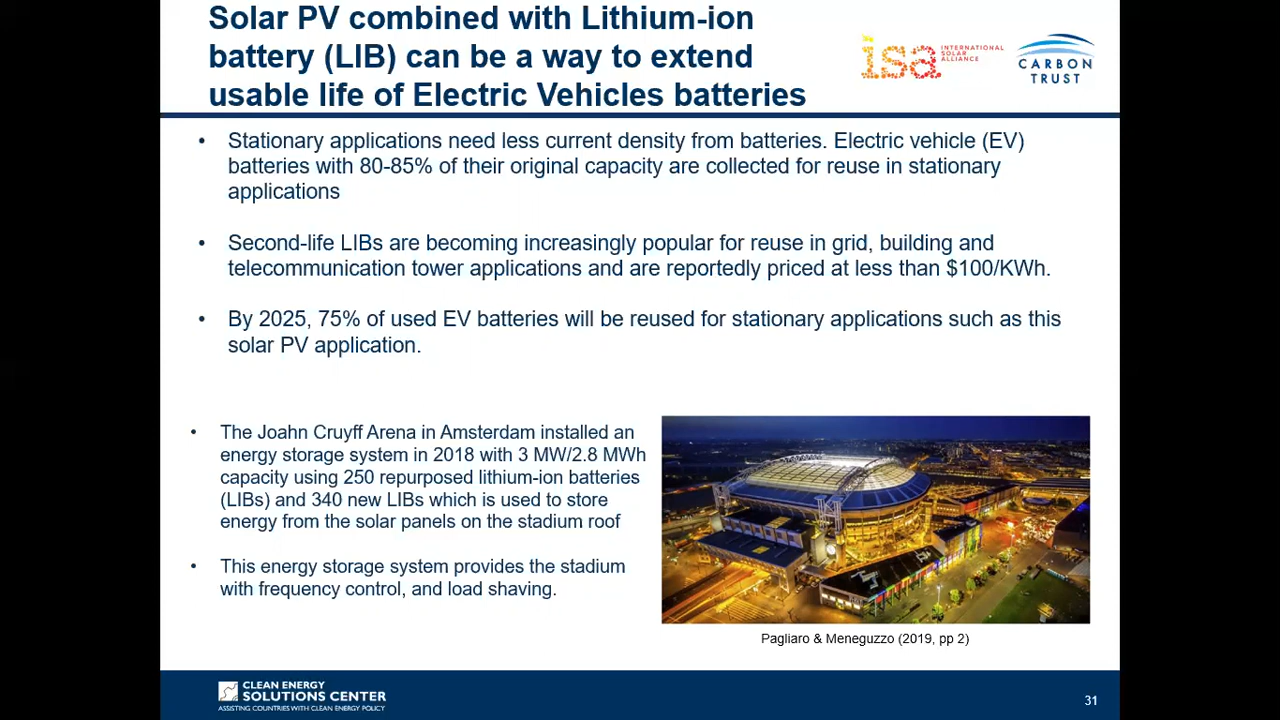 Solar PV combined with Lithium-ion
battery (LIB) can be a way to extend
usable life of Electric Vehicles batteries
isa INTERNATIONAL
SOLAR
ALLIANCE
CARBON
TRUST
• Stationary applications need less current density from batteries. Electric vehicle (EV)
batteries with 80-85% of their original capacity are collected for reuse in stationary
applications
• Second-life LIBs are becoming increasingly popular for reuse in grid, building and
telecommunication tower applications and are reportedly priced at less than $100/KWh.
• By 2025, 75% of used EV batteries will be reused for stationary applications such as this
solar PV application.
• The Joahn Cruyff Arena in Amsterdam installed an
energy storage system in 2018 with 3 MW/2.8 MWh
capacity using 250 repurposed lithium-ion batteries
(LIBs) and 340 new LIBs which is used to store
energy from the solar panels on the stadium roof
• This energy storage system provides the stadium
with frequency control, and load shaving.
Pagliaro & Meneguzzo (2019, pp 2)
CLEAN ENERGY
SOLUTIONS CENTER
ASSISTING COUNTRIES WITH CLEAN ENERGY POLICY
31